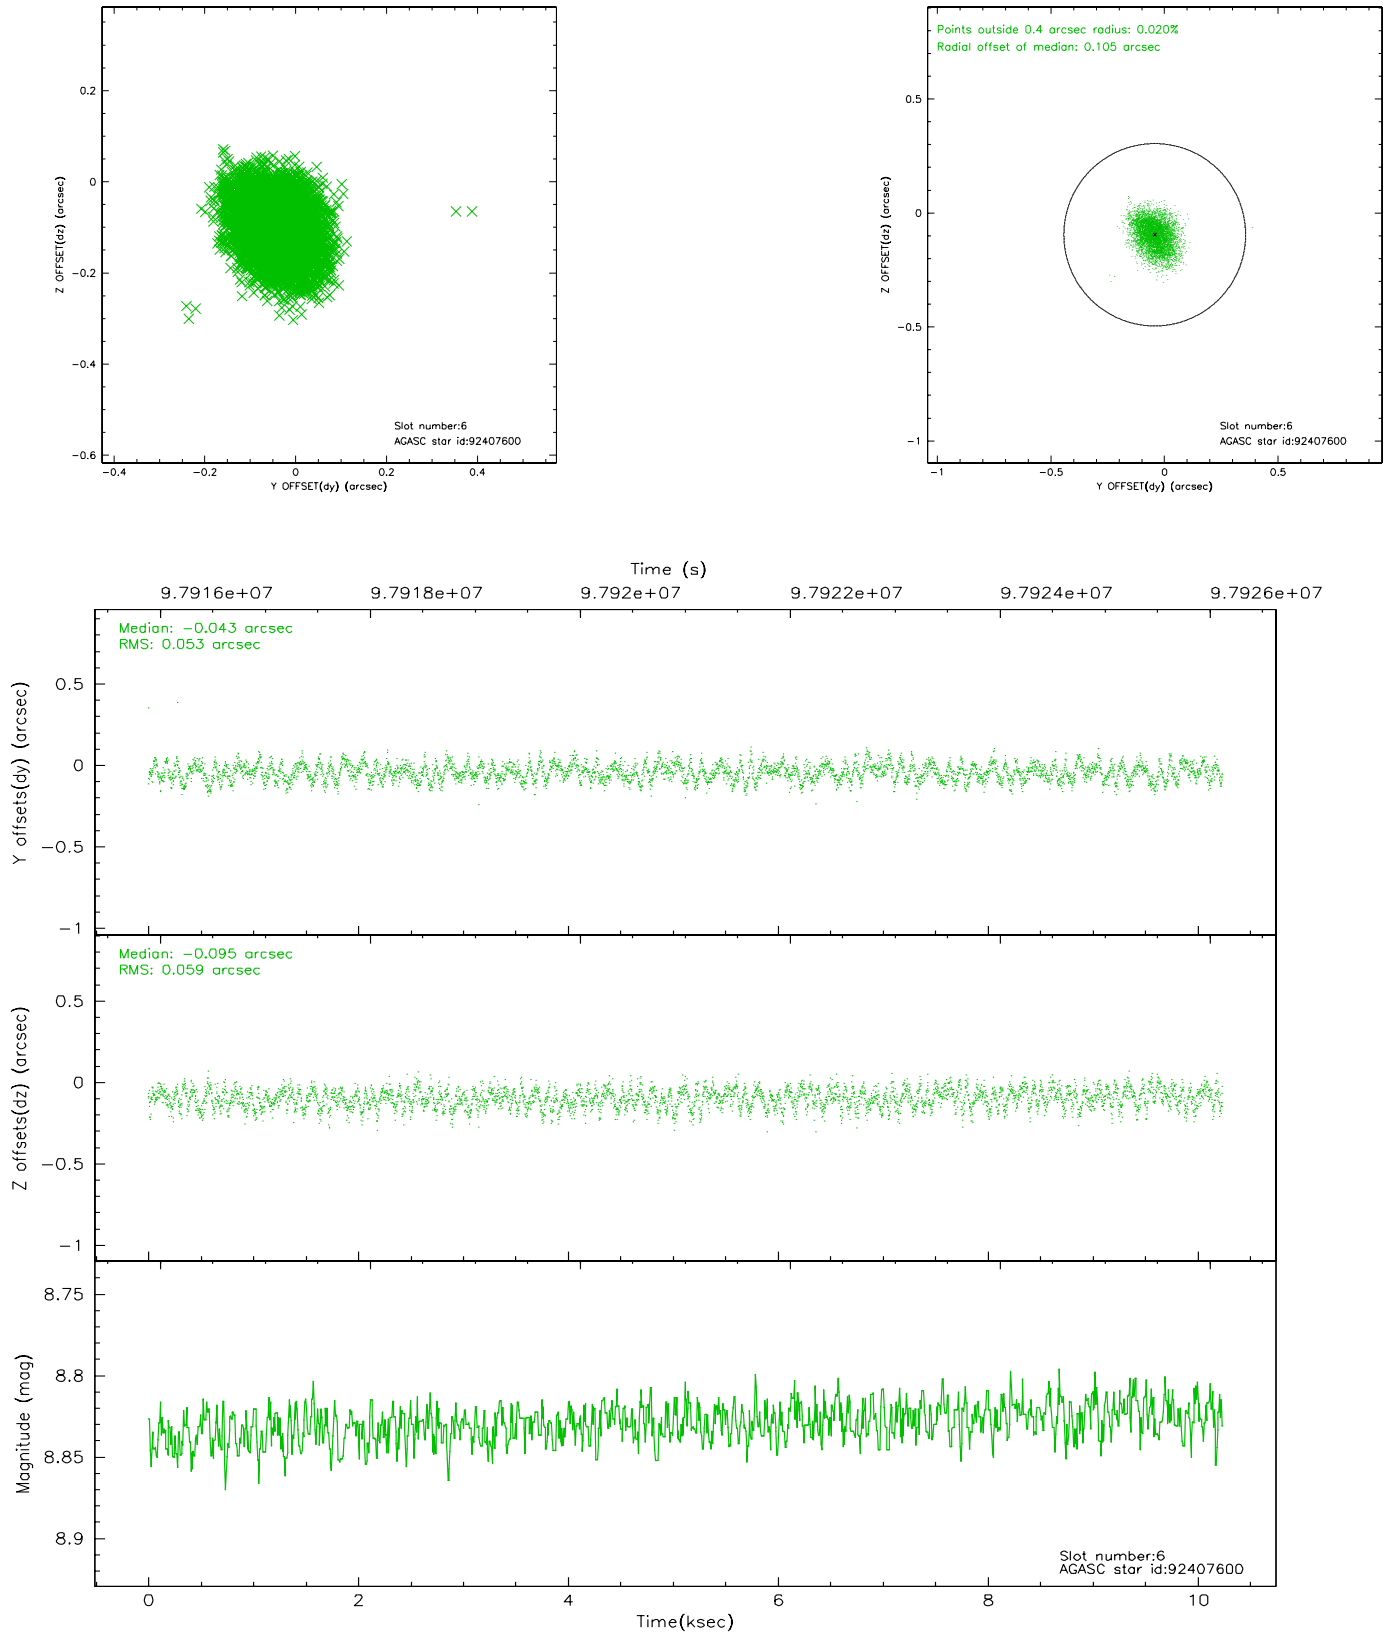 0.2
0
−0.2
−0.4
−0.6
−0.4
−0.2
0
0.2
0.4
Z OFFSET(dz) (arcsec)
Y OFFSET(dy) (arcsec)
Slot number:6
AGASC star id:92407600
Points outside 0.4 arcsec radius: 0.020%
Radial offset of median: 0.105 arcsec
0.5
0
−0.5
−1
−1
−0.5
0
0.5
Z OFFSET(dz) (arcsec)
Y OFFSET(dy) (arcsec)
Slot number:6
AGASC star id:92407600
Time (s)
9.7916e+07 9.7918e+07 9.792e+07 9.7922e+07 9.7924e+07 9.7926e+07
Median: −0.043 arcsec
RMS: 0.053 arcsec
0.5
0
−0.5
−1
Y offsets(dy) (arcsec)
Median: −0.095 arcsec
RMS: 0.059 arcsec
0.5
0
−0.5
−1
Z offsets(dz) (arcsec)
8.75
8.8
8.85
8.9
Magnitude (mag)
Slot number:6
AGASC star id:92407600
0 2 4 6 8 10
Time(ksec)